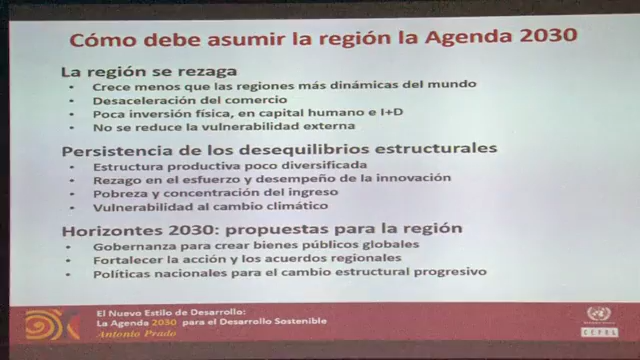 Cómo debe asumir la región la Agenda 2030
La región se rezaga
• Crece menos que las regiones más dinámicas del mundo
• Desaceleración del comercio
• Poca inversión física, en capital humano e I+D
• No se reduce la vulnerabilidad externa
Persistencia de los desequilibrios estructurales
• Estructura productiva poco diversificada
• Rezago en el esfuerzo y desempeño de la innovación
• Pobreza y concentración del ingreso
• Vulnerabilidad al cambio climático
Horizontes 2030: propuestas para la región
• Gobernanza para crear bienes públicos globales
• Fortalecer la acción y los acuerdos regionales
• Políticas nacionales para el cambio estructural progresivo
El Nuevo Estilo de Desarrollo:
La Agenda 2030 para el Desarrollo Sostenible
Antonio Prado
CEPAL